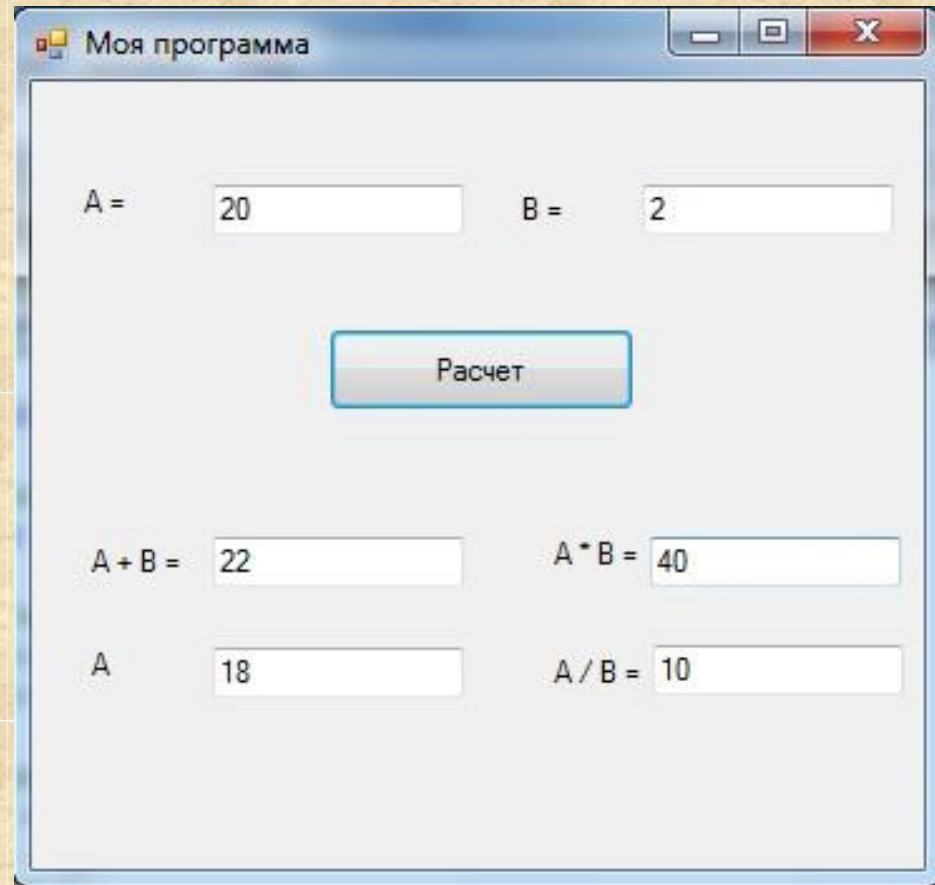 Моя программа
A = 20 B = 2
Расчет
A + B = 22 A * B = 40
A 18 A / B = 10